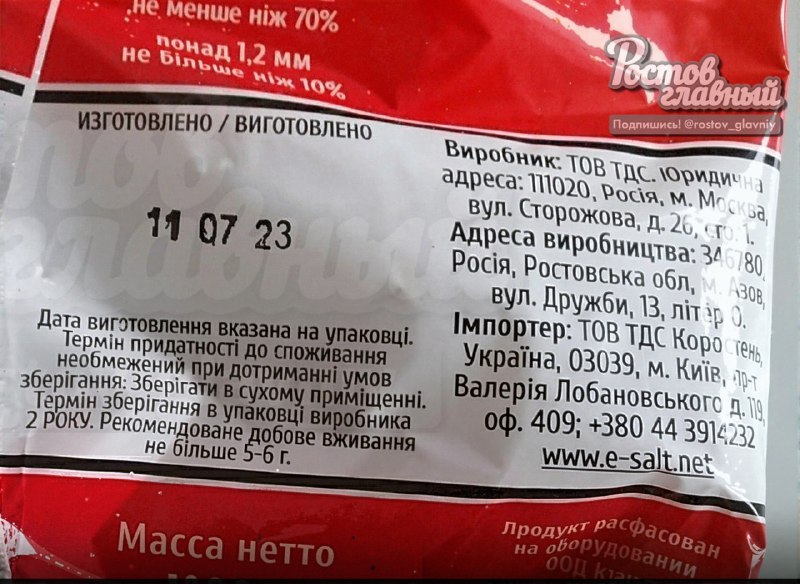 не менше ніж 70%
понад 1,2 мм
не більше ніж 10%
Ростов
главный
Подпишись! @rostov_glavniy
ИЗГОТОВЛЕНО / ВИГОТОВЛЕНО
11 07 23
Дата виготовлення вказана на упаковці.
Термін придатності до споживання
необмежений при дотриманні умов
зберігання: Зберігати в сухому приміщенні.
Термін зберігання в упаковці виробника
2 РОКУ. Рекомендоване добове вживання
не більше 5-6 г.
Виробник: ТОВ ТДС. Юридична
адреса: 111020, Росія, м. Москва,
вул. Сторожова, д. 26, сто. 1.
Адреса виробництва: 346780,
Росія, Ростовська обл, м. Азов,
вул. Дружби, 13, літер О.
Імпортер: ТОВ ТДС Коростень,
Україна, 03039, м. Київ, пр-т
Валерія Лобановського д. 119,
оф. 409; +380 44 3914232
www.e-salt.net
Масса нетто
Продукт расфасован
на оборудовании
ООД